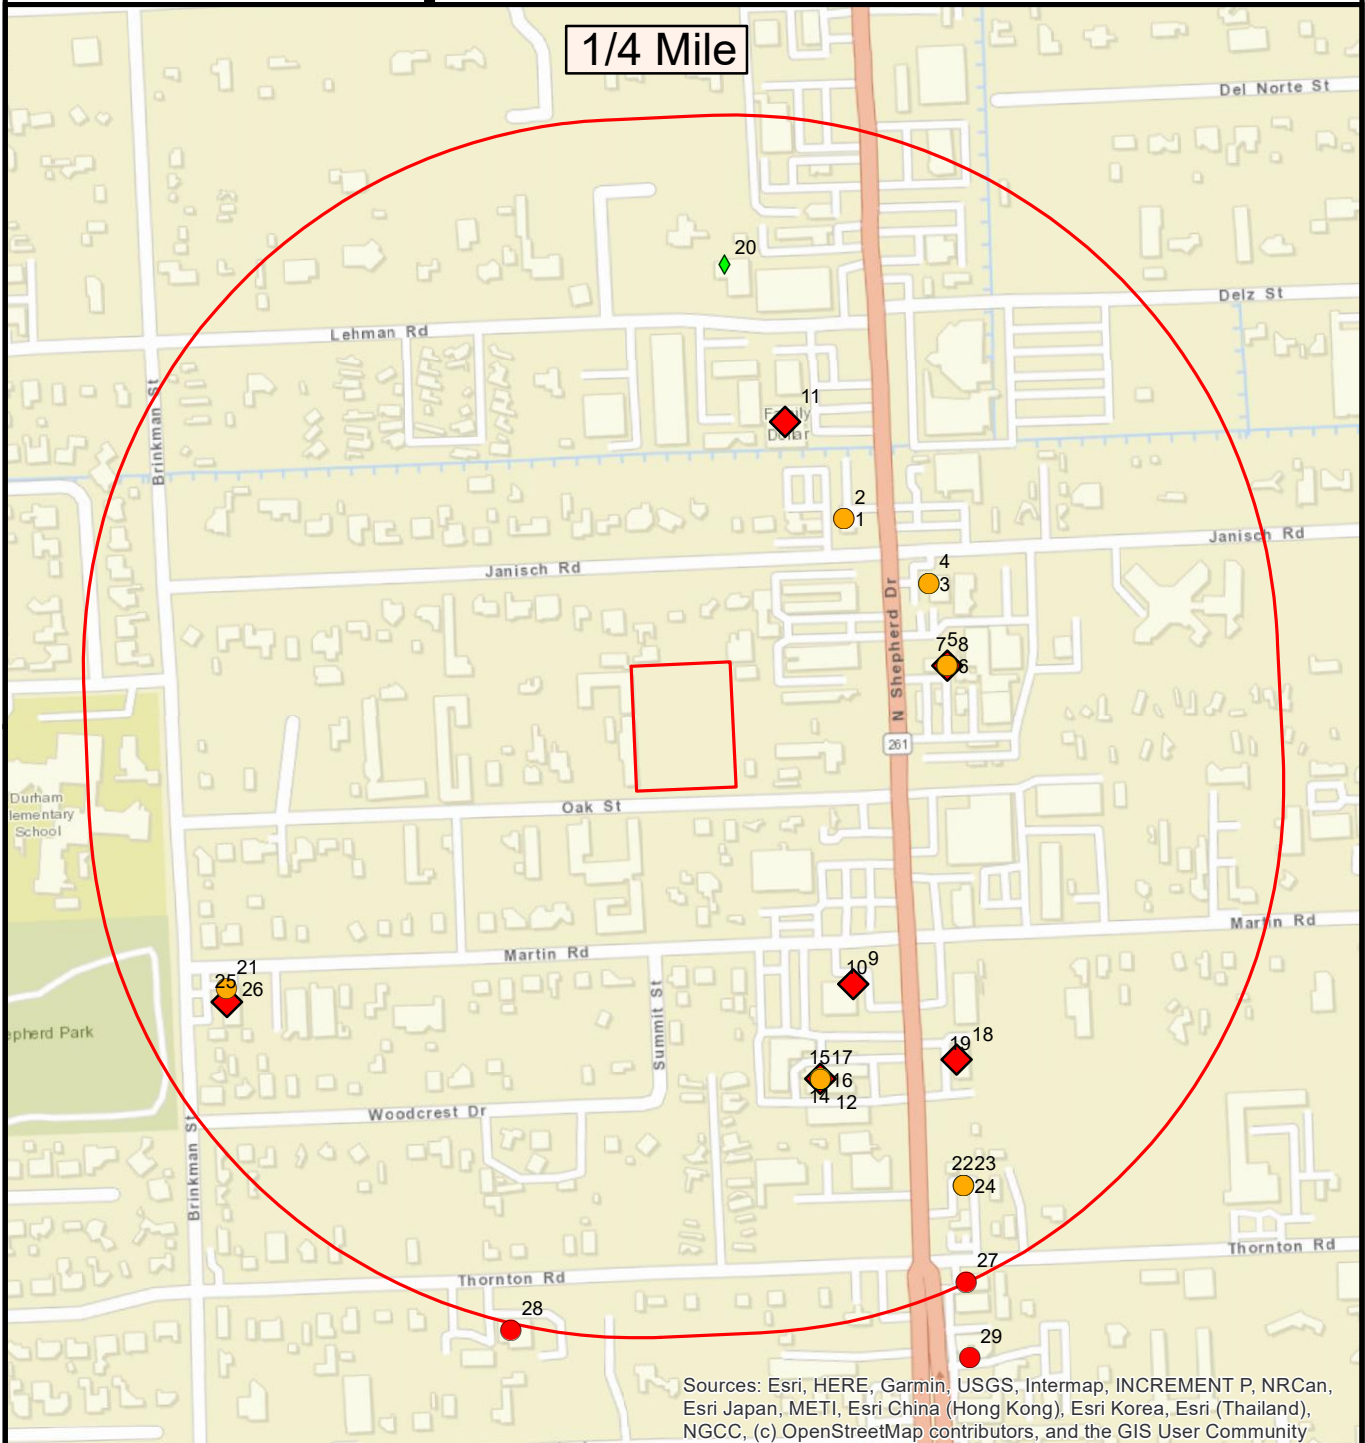 1/4 Mile
Del Norte St
20
Delz St
Lehman Rd
11
Family
Dollar
Brinkman St
2
1
Janisch Rd
Janisch Rd
4
3
N Shepherd Dr
7 5 8
6
261
Durham
lementary
School
Oak St
Martin Rd
Martin Rd
21
25
26
10 9
epherd Park
Summit St
18
19
15 17
16
14 12
Woodcrest Dr
Brinkman St
22 23
24
Thornton Rd
27
Thornton Rd
28
29
Sources: Esri, HERE, Garmin, USGS, Intermap, INCREMENT P, NRCan,
Esri Japan, METI, Esri China (Hong Kong), Esri Korea, Esri (Thailand),
NGCC, (c) OpenStreetMap contributors, and the GIS User Community